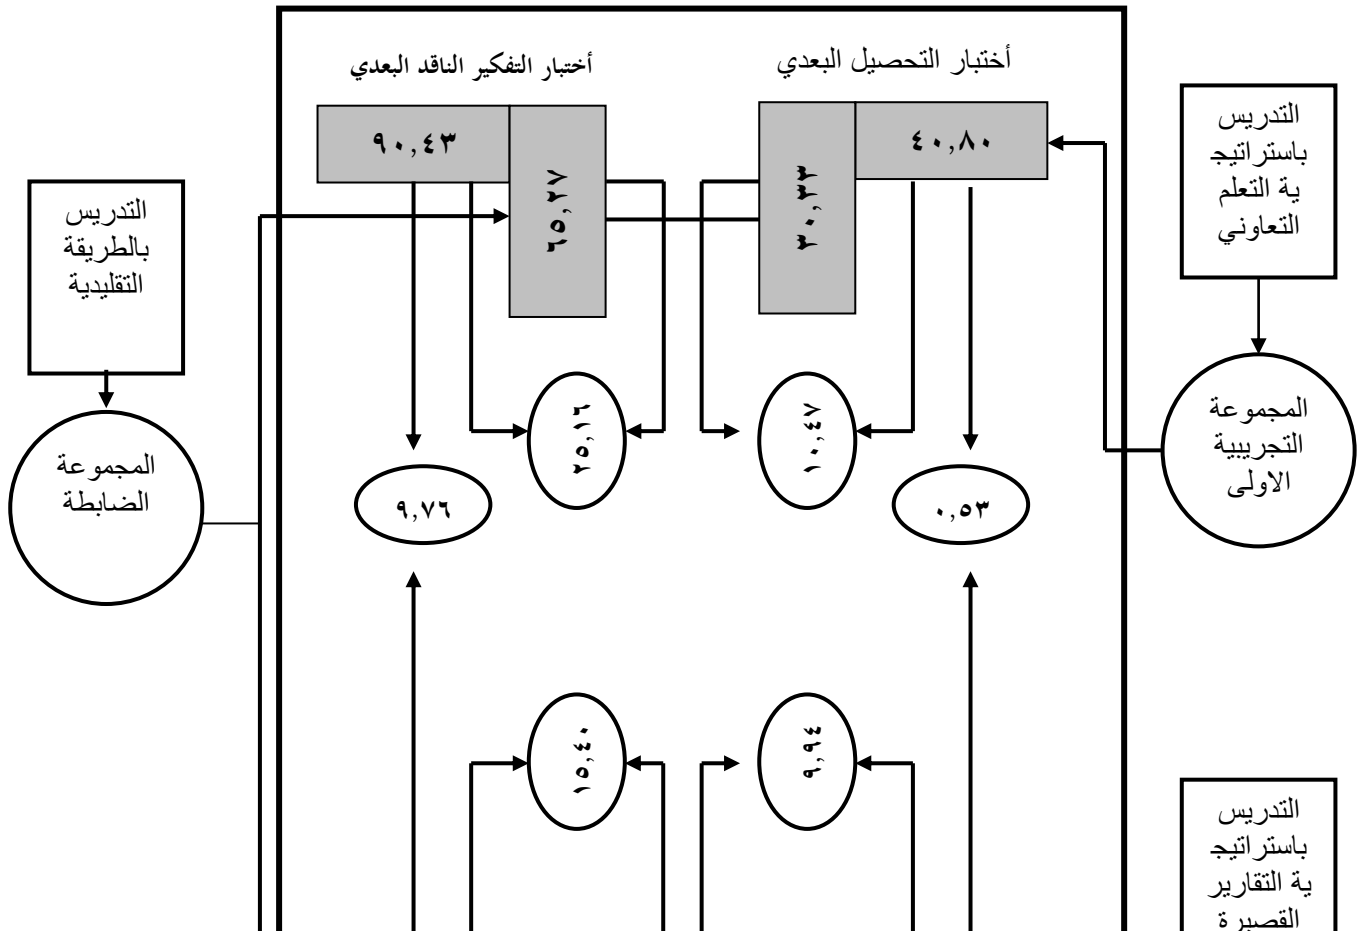 أختبار التحصيل البعدي
أختبار التفكير الناقد البعدي
٤٠,٨٠
٣٠,٣٣
٩٠,٤٣
٦٥,٢٧
التدريس
باستراتيج
ية التعلم
التعاوني
التدريس
بالطريقة
التقليدية
المجموعة
التجريبية
الاولى
المجموعة
الضابطة
١٠,٤٧
٢٥,١٦
٠,٥٣
٩,٧٦
٩,٩٤
١٥,٤٠
التدريس
باستراتيج
ية التقارير
القصيرة